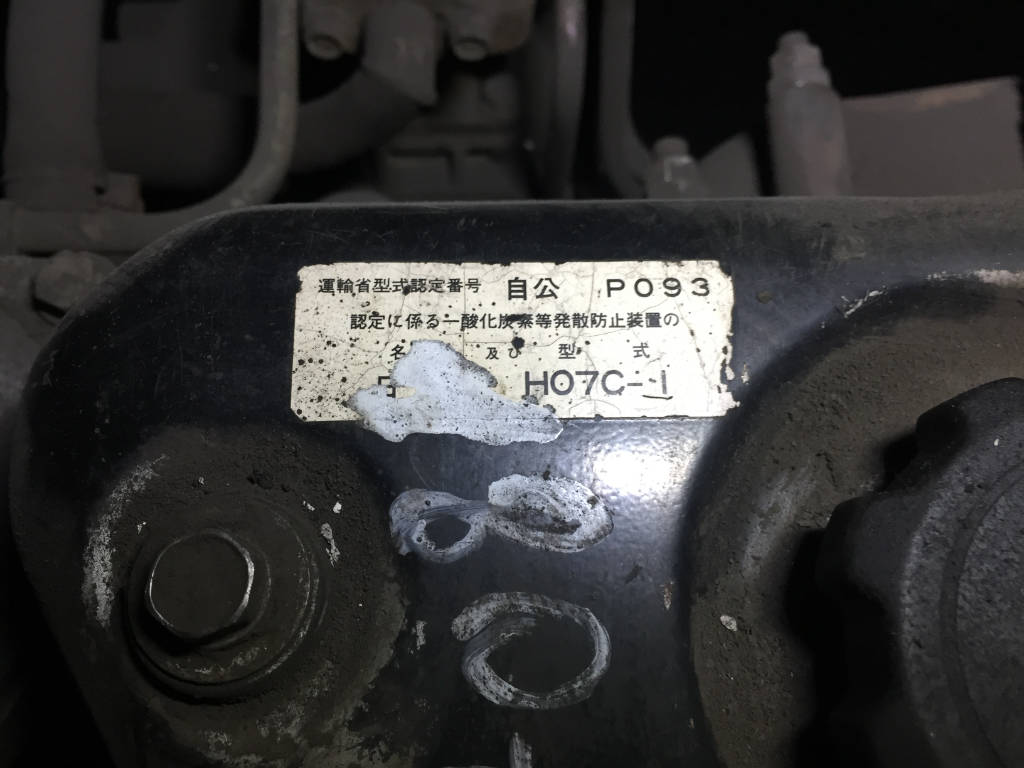 運輸省型式認定番号 自公 P093
認定に係る一酸化炭素等発散防止装置の
名 及び 型 式
H07C-1